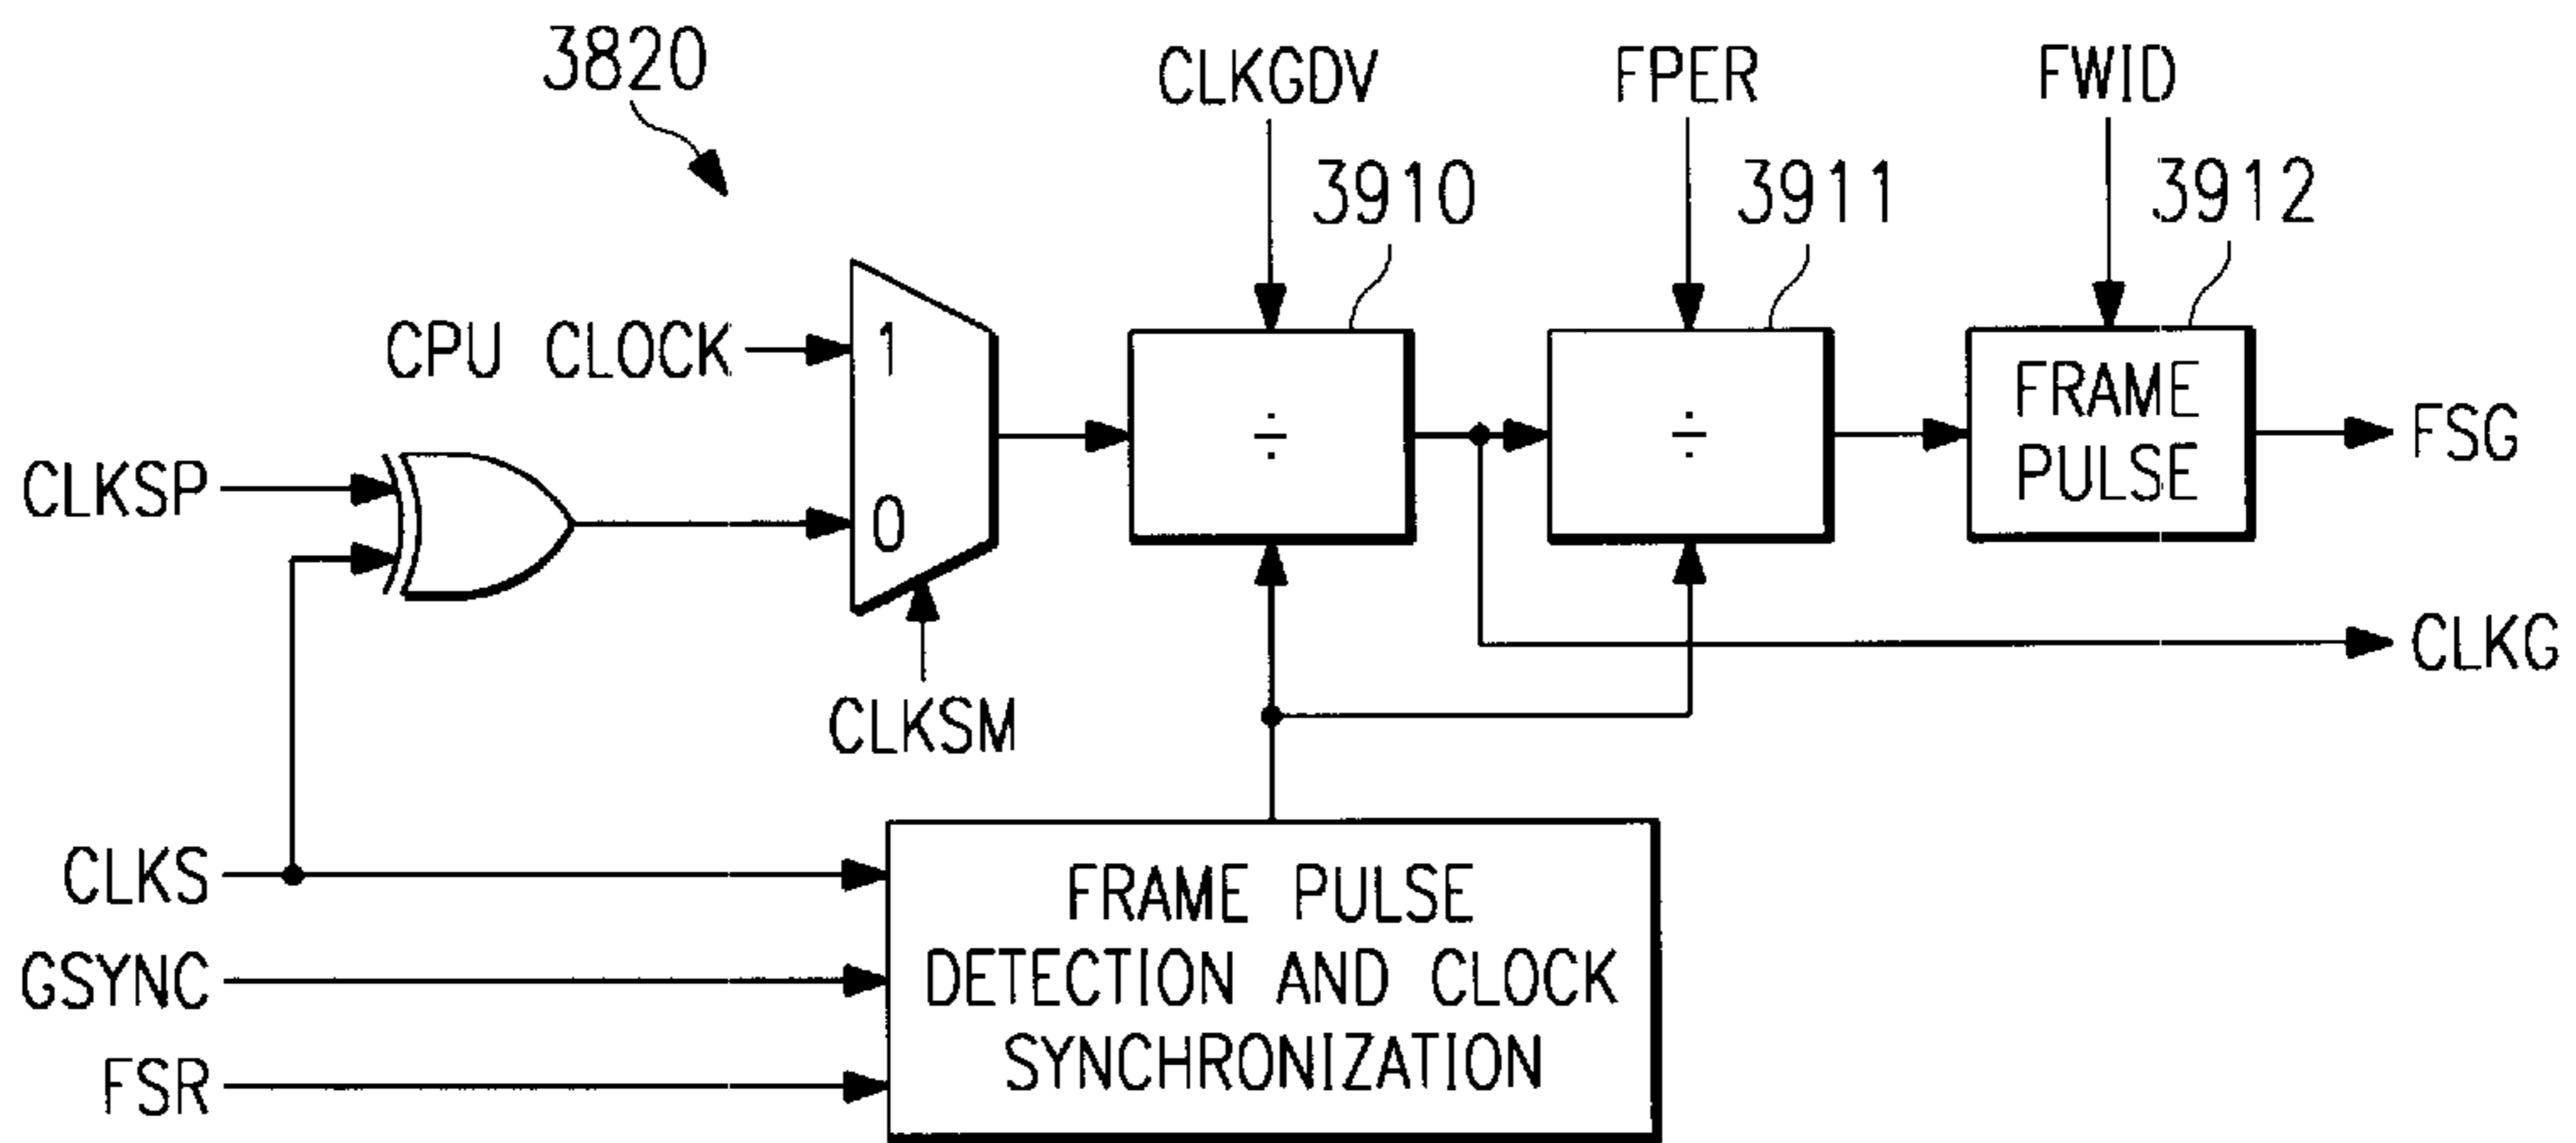 3820
CLKGDV
FPER
FWID
3910
3911
3912
CPU CLOCK
1
0
÷
÷
FRAME
PULSE
FSG
CLKSP
CLKG
CLKSM
CLKS
GSYNC
FSR
FRAME PULSE
DETECTION AND CLOCK
SYNCHRONIZATION